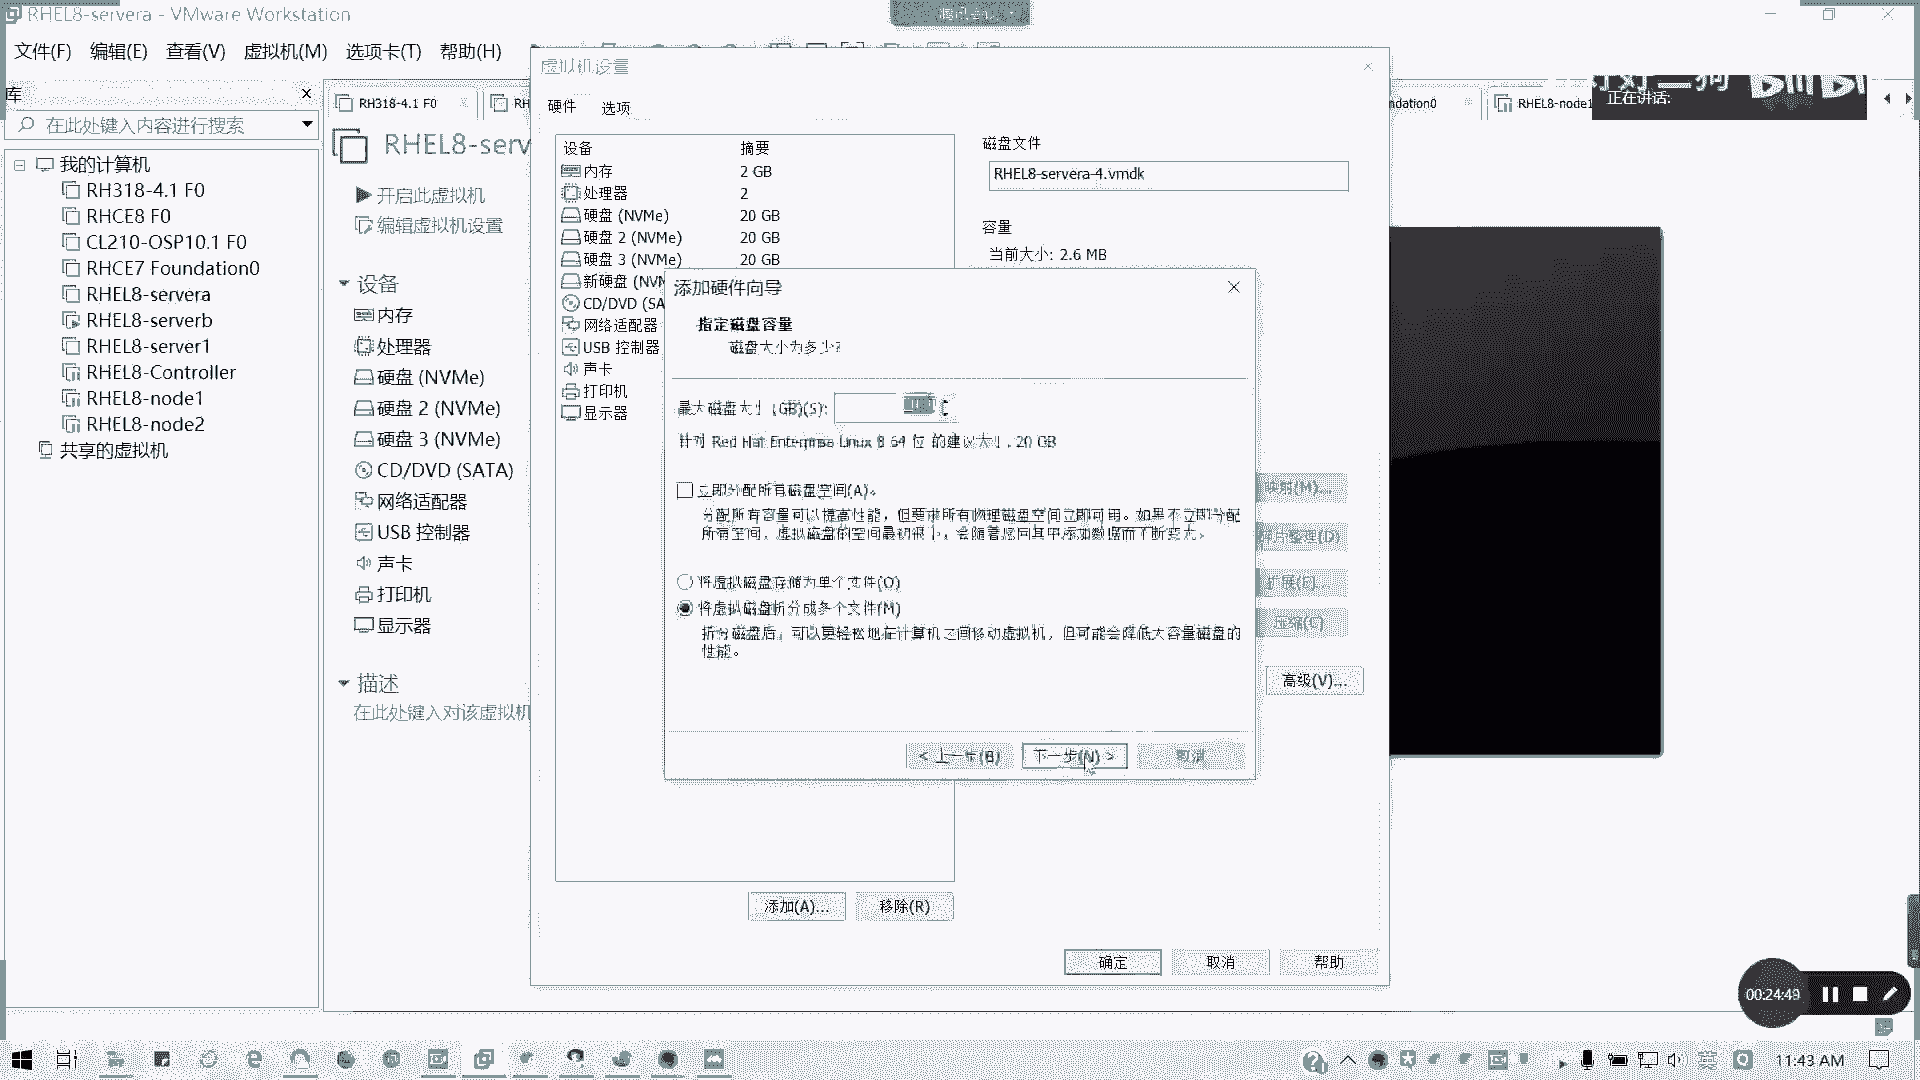 RHEL8-servera - VMware Workstation
文件(F) 编辑(E) 查看(V) 虚拟机(M) 选项卡(T) 帮助(H)
库
在此处键入内容进行搜索
我的计算机
RH318-4.1 F0
RHCE8 F0
CL210-OSP10.1 F0
RHCE7 Foundation0
RHEL8-servera
RHEL8-serverb
RHEL8-server1
RHEL8-Controller
RHEL8-node1
RHEL8-node2
共享的虚拟机
RH318-4.1 F0
RH
dation0
RHEL8-node1
正在讲话:
RHEL8-serv
开启此虚拟机
编辑虚拟机设置
设备
内存
处理器
硬盘 (NVMe)
硬盘 2 (NVMe)
硬盘 3 (NVMe)
CD/DVD (SATA)
网络适配器
USB 控制器
声卡
打印机
显示器
描述
在此处键入对该虚拟机
虚拟机设置
硬件 选项
设备 摘要
内存 2 GB
处理器 2
硬盘 (NVMe) 20 GB
硬盘 2 (NVMe) 20 GB
硬盘 3 (NVMe) 20 GB
新硬盘 (NVM
CD/DVD (SA
网络适配器
USB 控制器
声卡
打印机
显示器
添加(A)... 移除(R)
磁盘文件
RHEL8-servera-4.vmdk
容量
当前大小: 2.6 MB
映射(M)...
碎片整理(D)
扩展(E)...
压缩(C)
高级(V)...
确定 取消 帮助
添加硬件向导
指定磁盘容量
磁盘大小为多少?
最大磁盘大小 (GB)(S):
针对 Red Hat Enterprise Linux 8 64 位 的建议大小: 20 GB
立即分配所有磁盘空间(A)。
分配所有容量可以提高性能，但要求所有物理磁盘空间立即可用。如果不立即分配
所有空间，虚拟磁盘的空间最初很小，会随着您向其中添加数据而不断变大。
将虚拟磁盘存储为单个文件(O)
将虚拟磁盘拆分成多个文件(M)
拆分磁盘后，可以更轻松地在计算机之间移动虚拟机，但可能会降低大容量磁盘的
性能。
< 上一步(B) 下一步(N) > 取消
00:24:49
英
11:43 AM